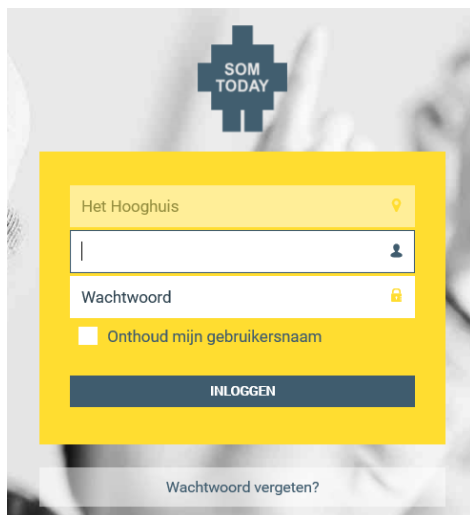 SOM
TODAY
Het Hooghuis
Wachtwoord
Onthoud mijn gebruikersnaam
INLOGGEN
Wachtwoord vergeten?